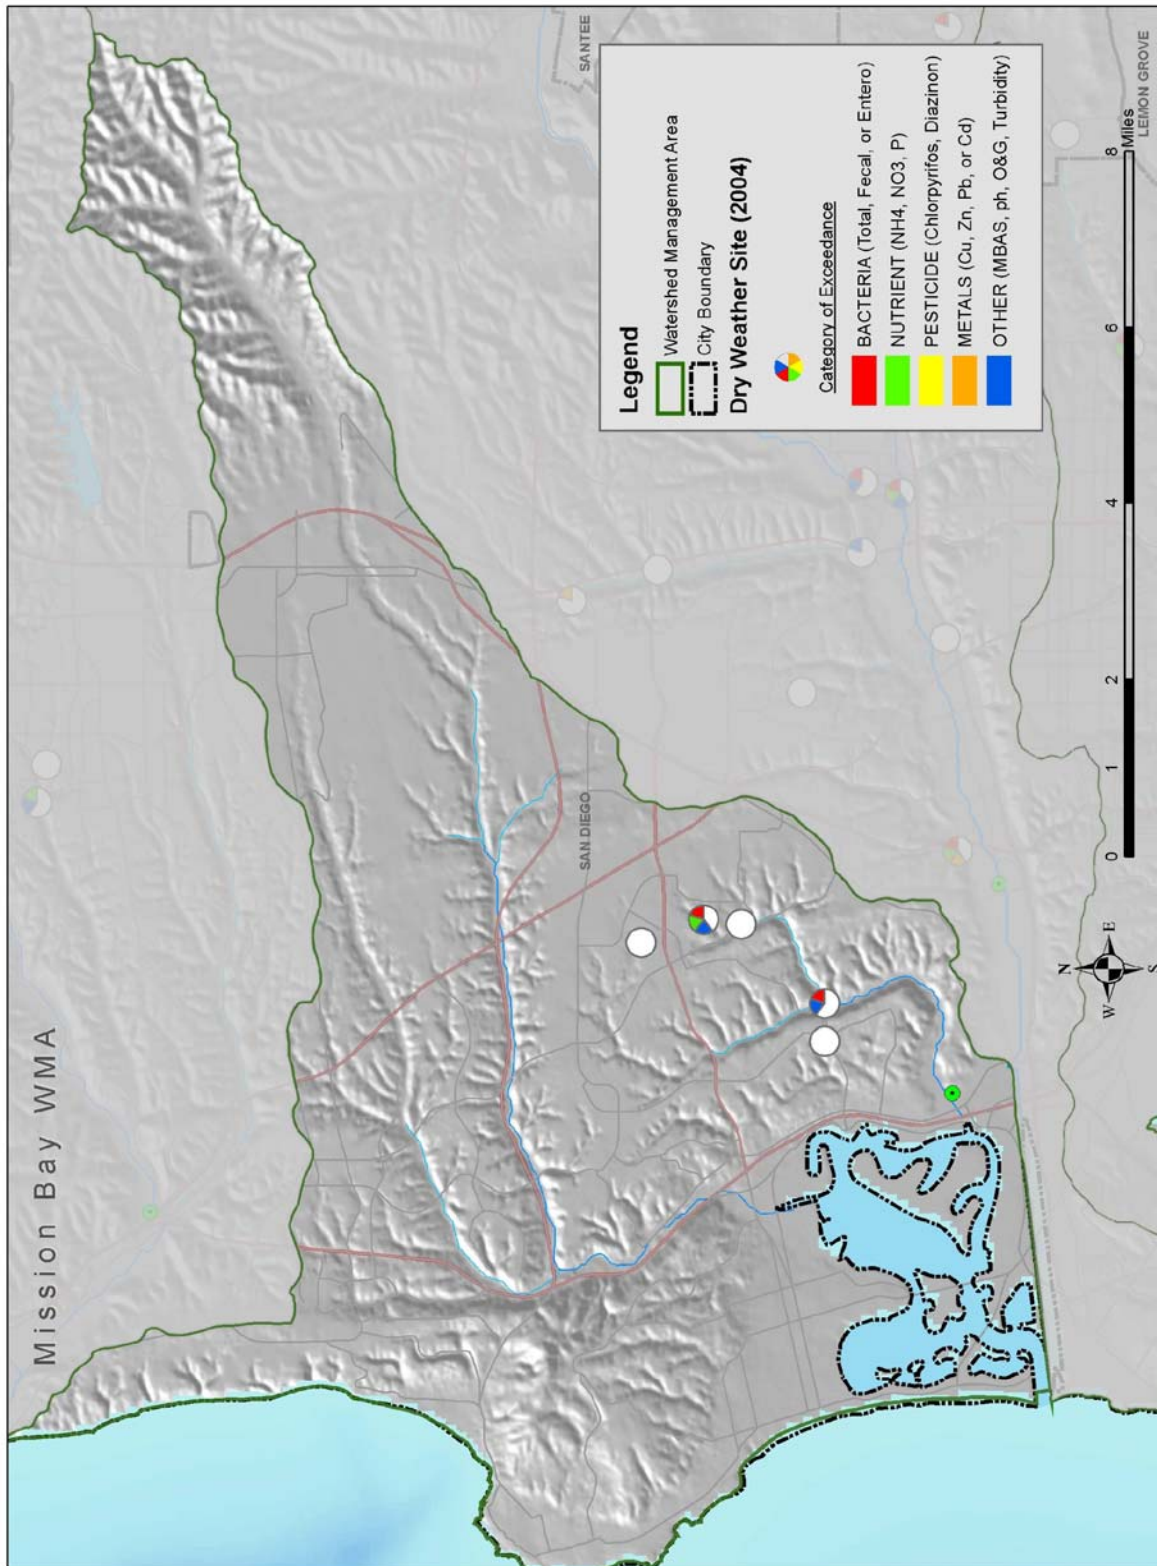 Mission Bay WMA
SANTEE
SAN DIEGO
LEMON GROVE
Legend
Watershed Management Area
City Boundary
Dry Weather Site (2004)
Category of Exceedance
BACTERIA (Total, Fecal, or Entero)
NUTRIENT (NH4, NO3, P)
PESTICIDE (Chlorpyrifos, Diazinon)
METALS (Cu, Zn, Pb, or Cd)
OTHER (MBAS, ph, O&G, Turbidity)
N
W E
S
0 1 2 4 6 8
Miles